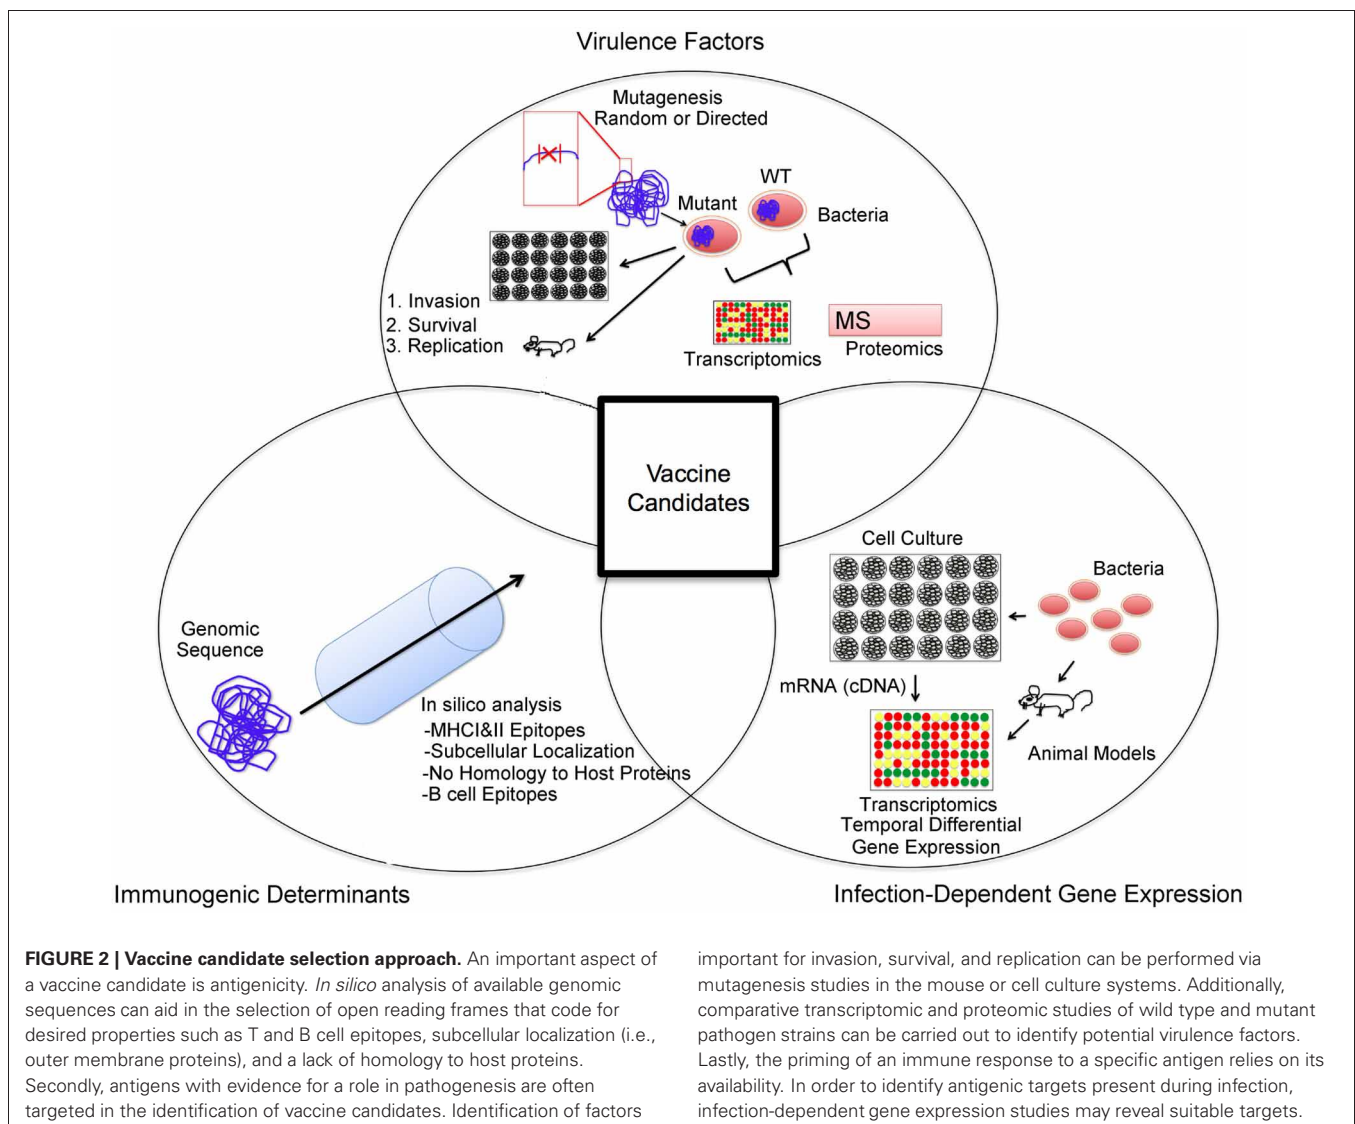 Virulence Factors
Mutagenesis
Random or Directed
WT
Mutant
Bacteria
1. Invasion
2. Survival
3. Replication
MS
Transcriptomics
Proteomics
Vaccine
Candidates
Cell Culture
Bacteria
Genomic
Sequence
mRNA (cDNA)
In silico analysis
-MHCI&II Epitopes
-Subcellular Localization
-No Homology to Host Proteins
-B cell Epitopes
Animal Models
Transcriptomics
Temporal Differential
Gene Expression
Immunogenic Determinants
Infection-Dependent Gene Expression
FIGURE 2 | Vaccine candidate selection approach. An important aspect of
a vaccine candidate is antigenicity. In silico analysis of available genomic
sequences can aid in the selection of open reading frames that code for
desired properties such as T and B cell epitopes, subcellular localization (i.e.,
outer membrane proteins), and a lack of homology to host proteins.
Secondly, antigens with evidence for a role in pathogenesis are often
targeted in the identification of vaccine candidates. Identification of factors
important for invasion, survival, and replication can be performed via
mutagenesis studies in the mouse or cell culture systems. Additionally,
comparative transcriptomic and proteomic studies of wild type and mutant
pathogen strains can be carried out to identify potential virulence factors.
Lastly, the priming of an immune response to a specific antigen relies on its
availability. In order to identify antigenic targets present during infection,
infection-dependent gene expression studies may reveal suitable targets.